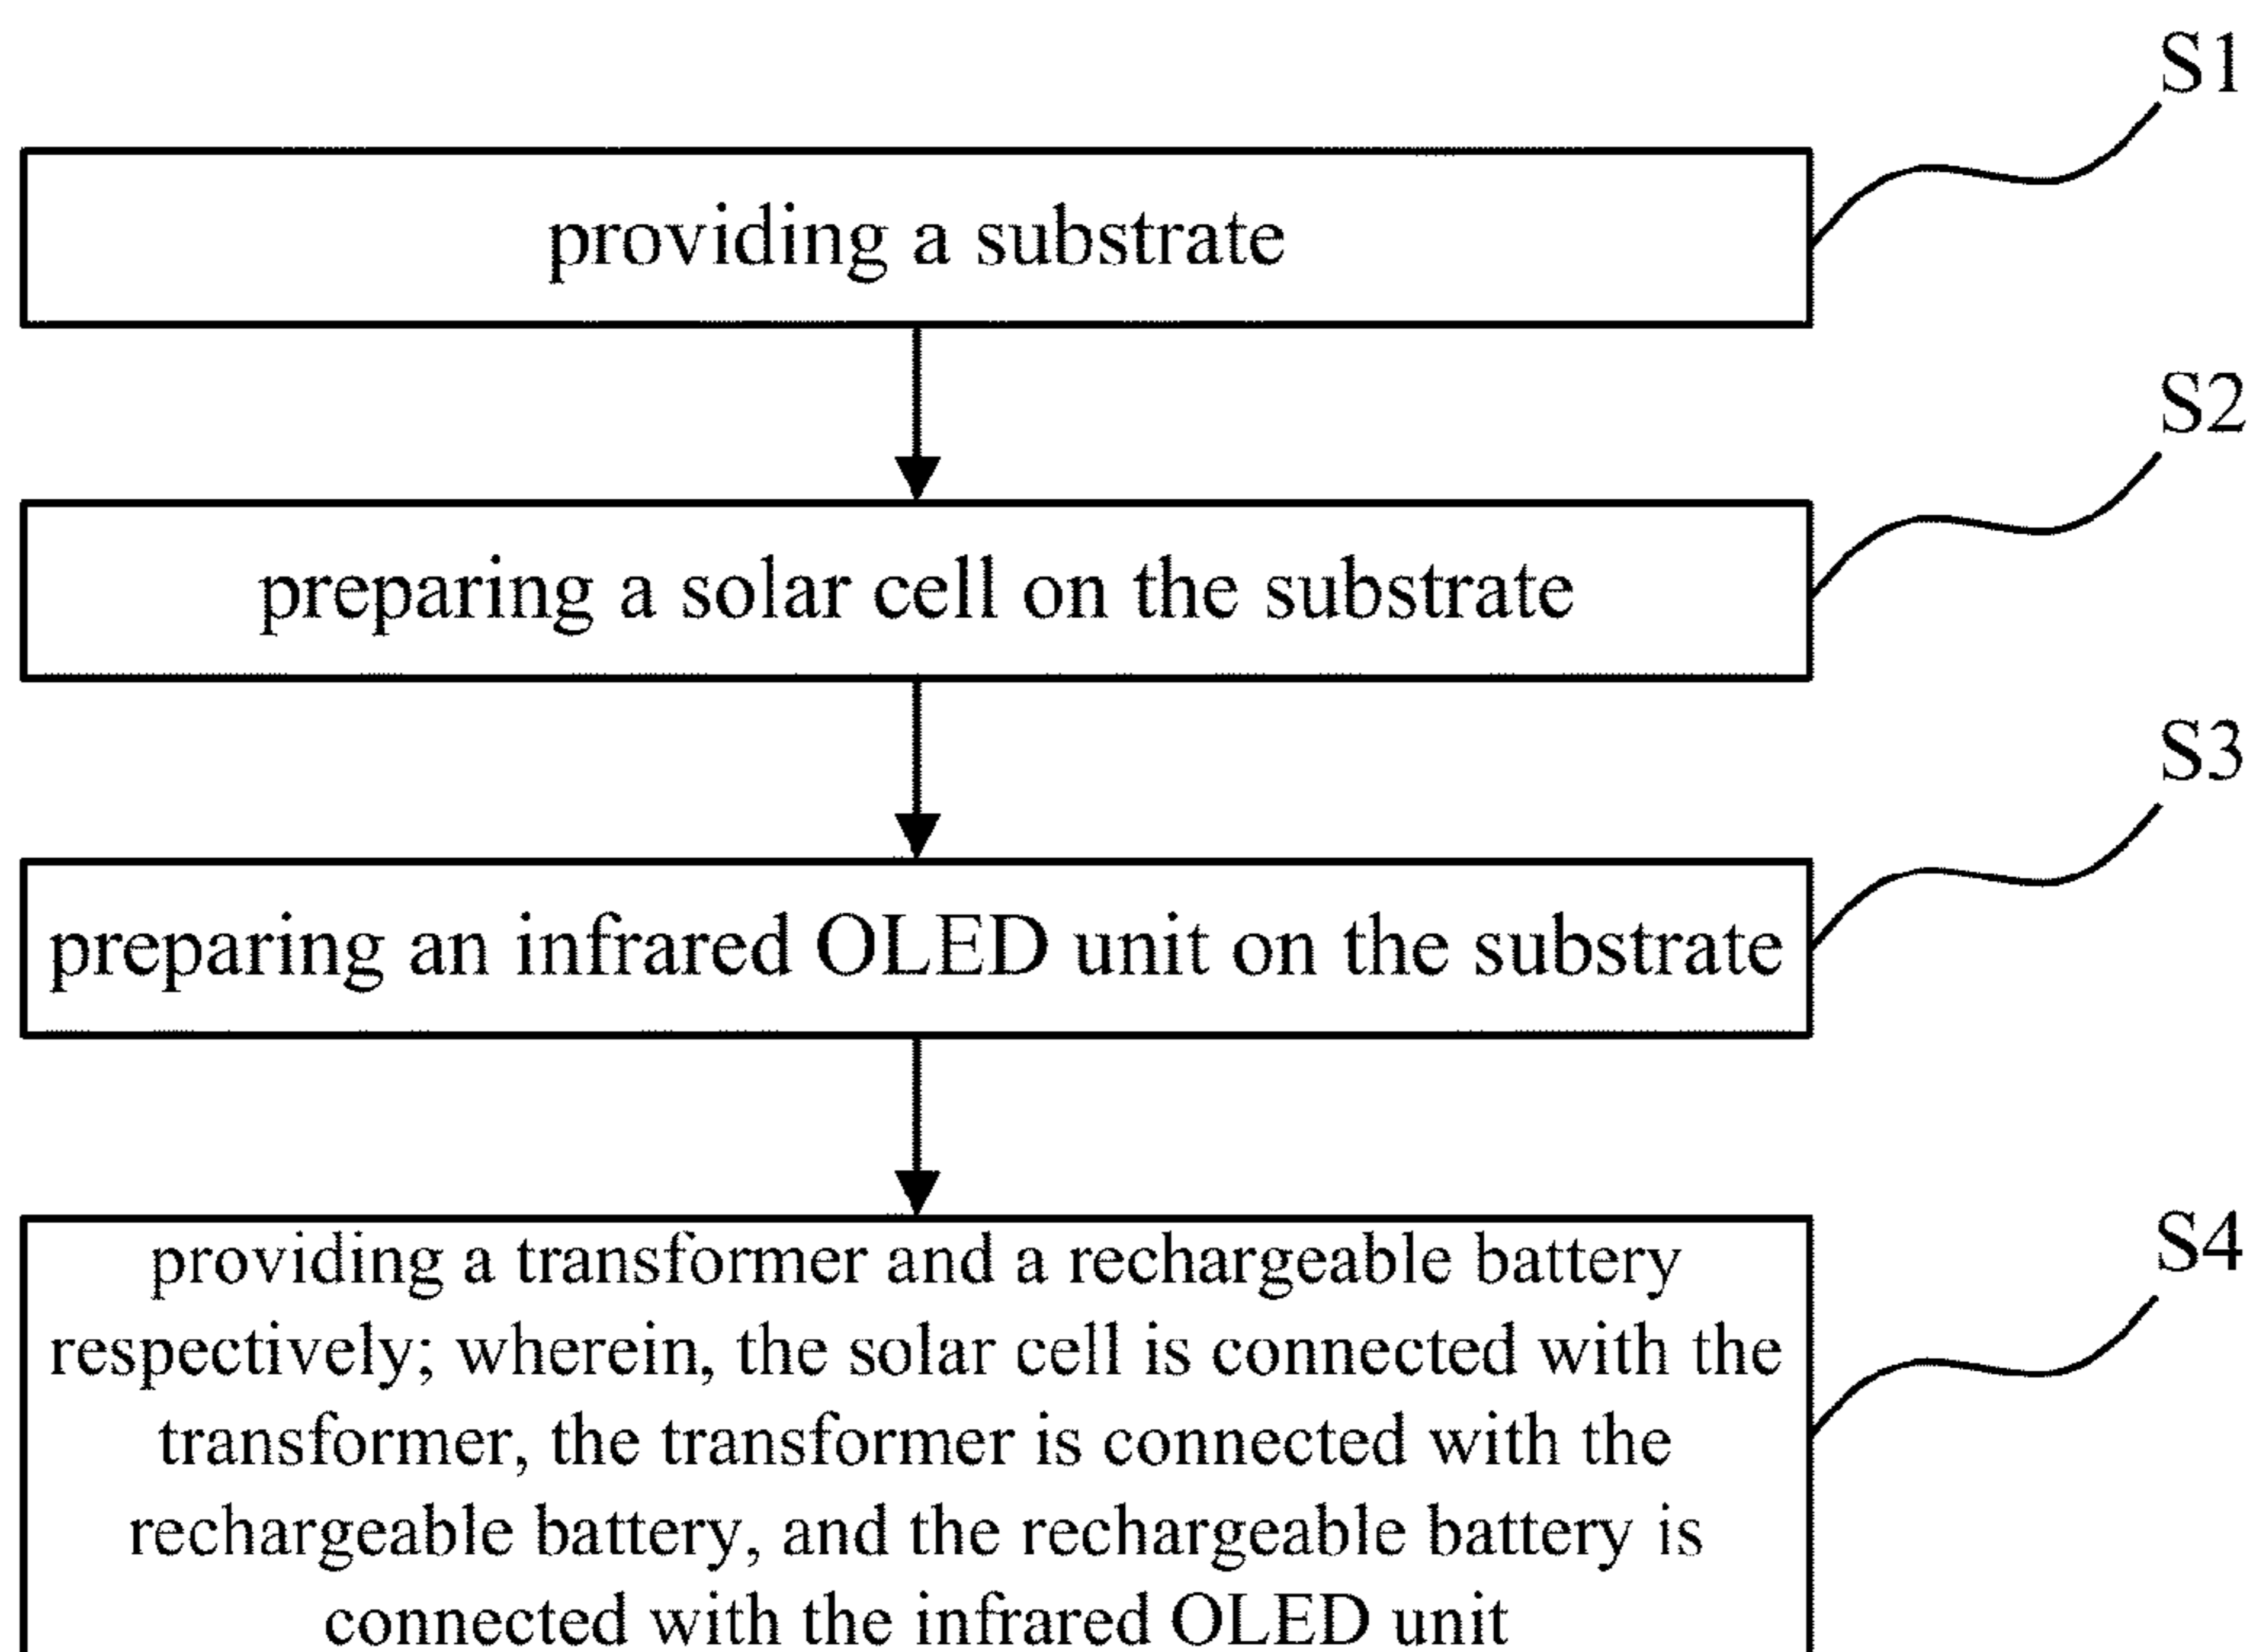 S1
providing a substrate
S2
preparing a solar cell on the substrate
S3
preparing an infrared OLED unit on the substrate
S4
providing a transformer and a rechargeable battery
respectively; wherein, the solar cell is connected with the
transformer, the transformer is connected with the
rechargeable battery, and the rechargeable battery is
connected with the infrared OLED unit